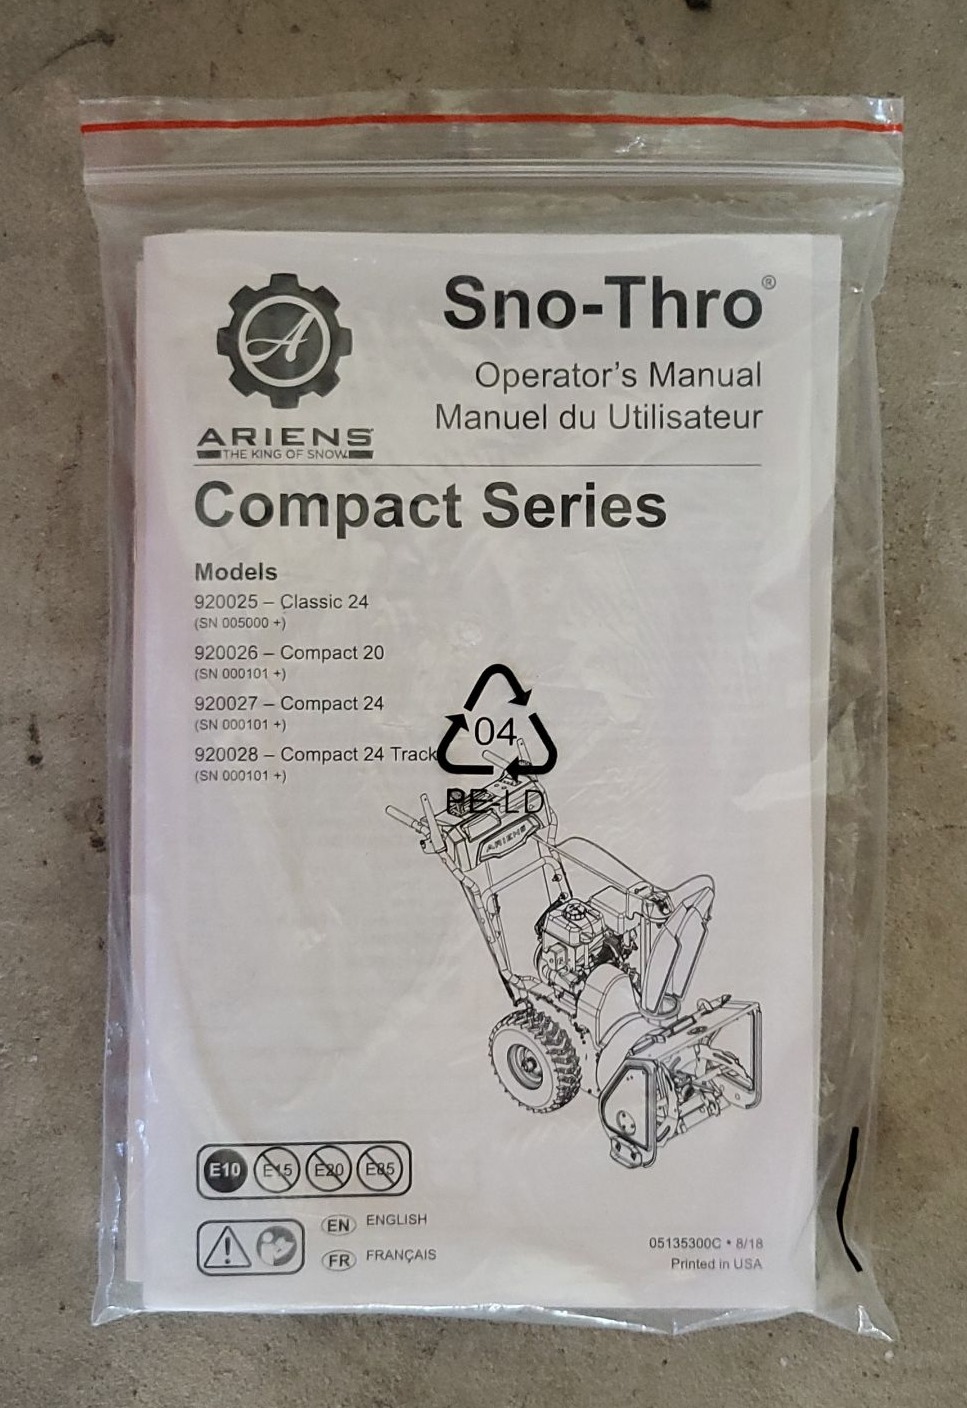 Sno-Thro®
Operator's Manual
Manuel du Utilisateur
A
ARIENS
THE KING OF SNOW
Compact Series
Models
920025 – Classic 24
(SN 005000 +)
920026 – Compact 20
(SN 000101 +)
920027 – Compact 24
(SN 000101 +)
920028 – Compact 24 Track
(SN 000101 +)
04
PE-LD
ARIENS
E10 E15 E20 E85
EN ENGLISH
FR FRANÇAIS
05135300C • 8/18
Printed in USA